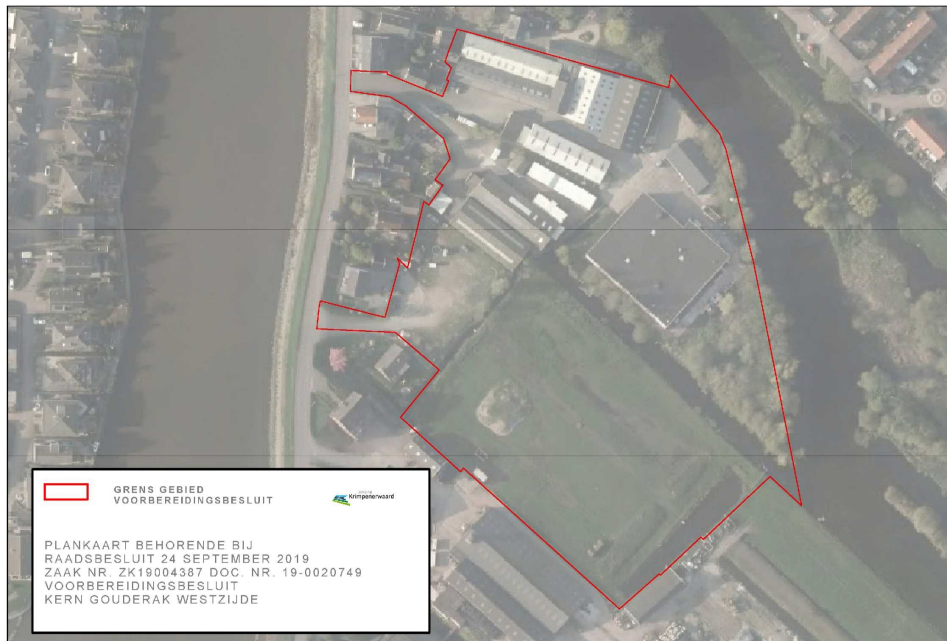 GRENS GEBIED
VOORBEREIDINGSBESLUIT
Krimpenerwaard
PLANKAART BEHORENDE BIJ
RAADSBESLUIT 24 SEPTEMBER 2019
ZAAK NR. ZK19004387 DOC. NR. 19-0020749
VOORBEREIDINGSBESLUIT
KERN GOUDERAK WESTZIJDE